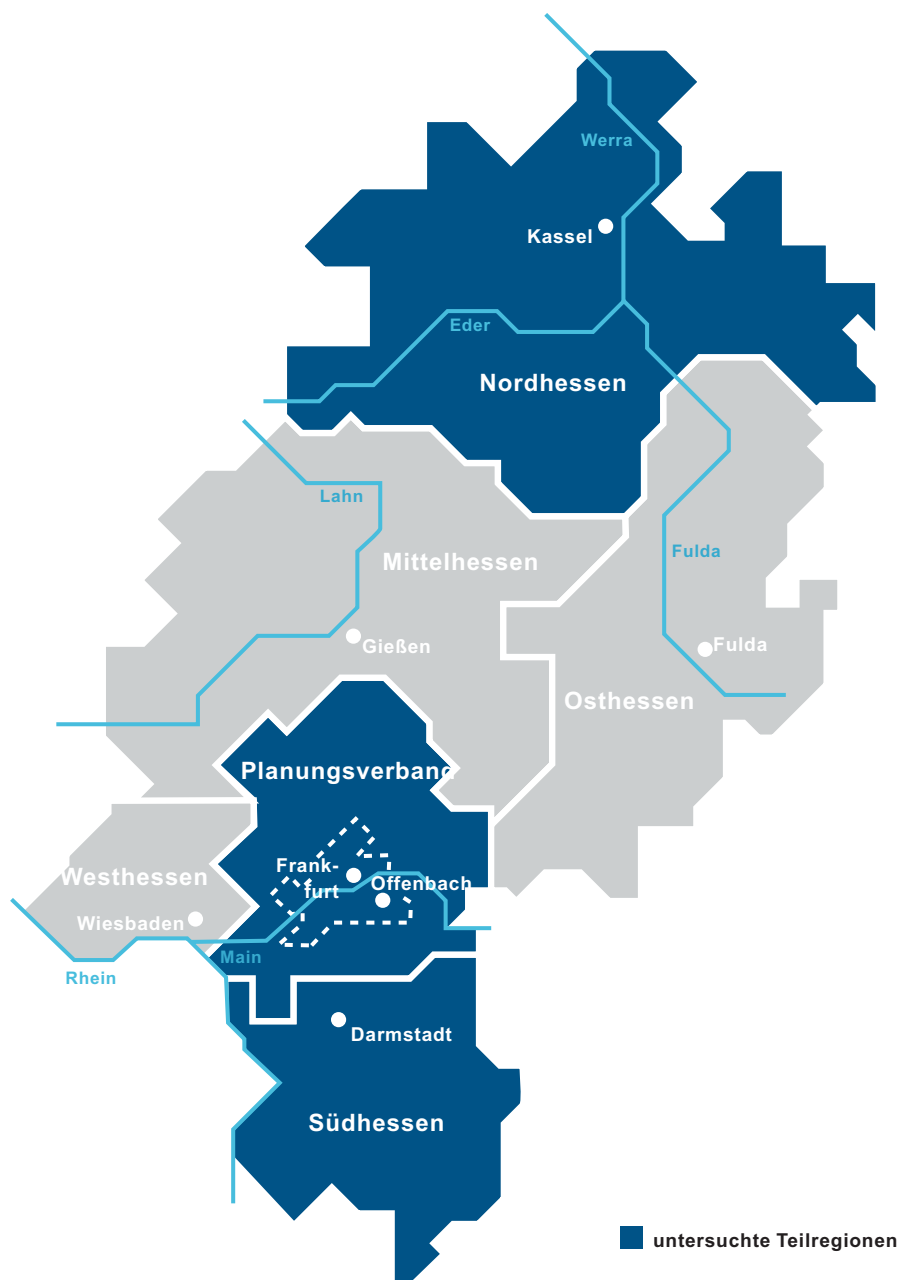 Werra
Kassel
Eder
Nordhessen
Lahn
Fulda
Mittelhessen
Gießen
Fulda
Osthessen
Planungsverband
Frank-
furt
Offenbach
Westhessen
Wiesbaden
Main
Rhein
Darmstadt
Südhessen
untersuchte Teilregionen